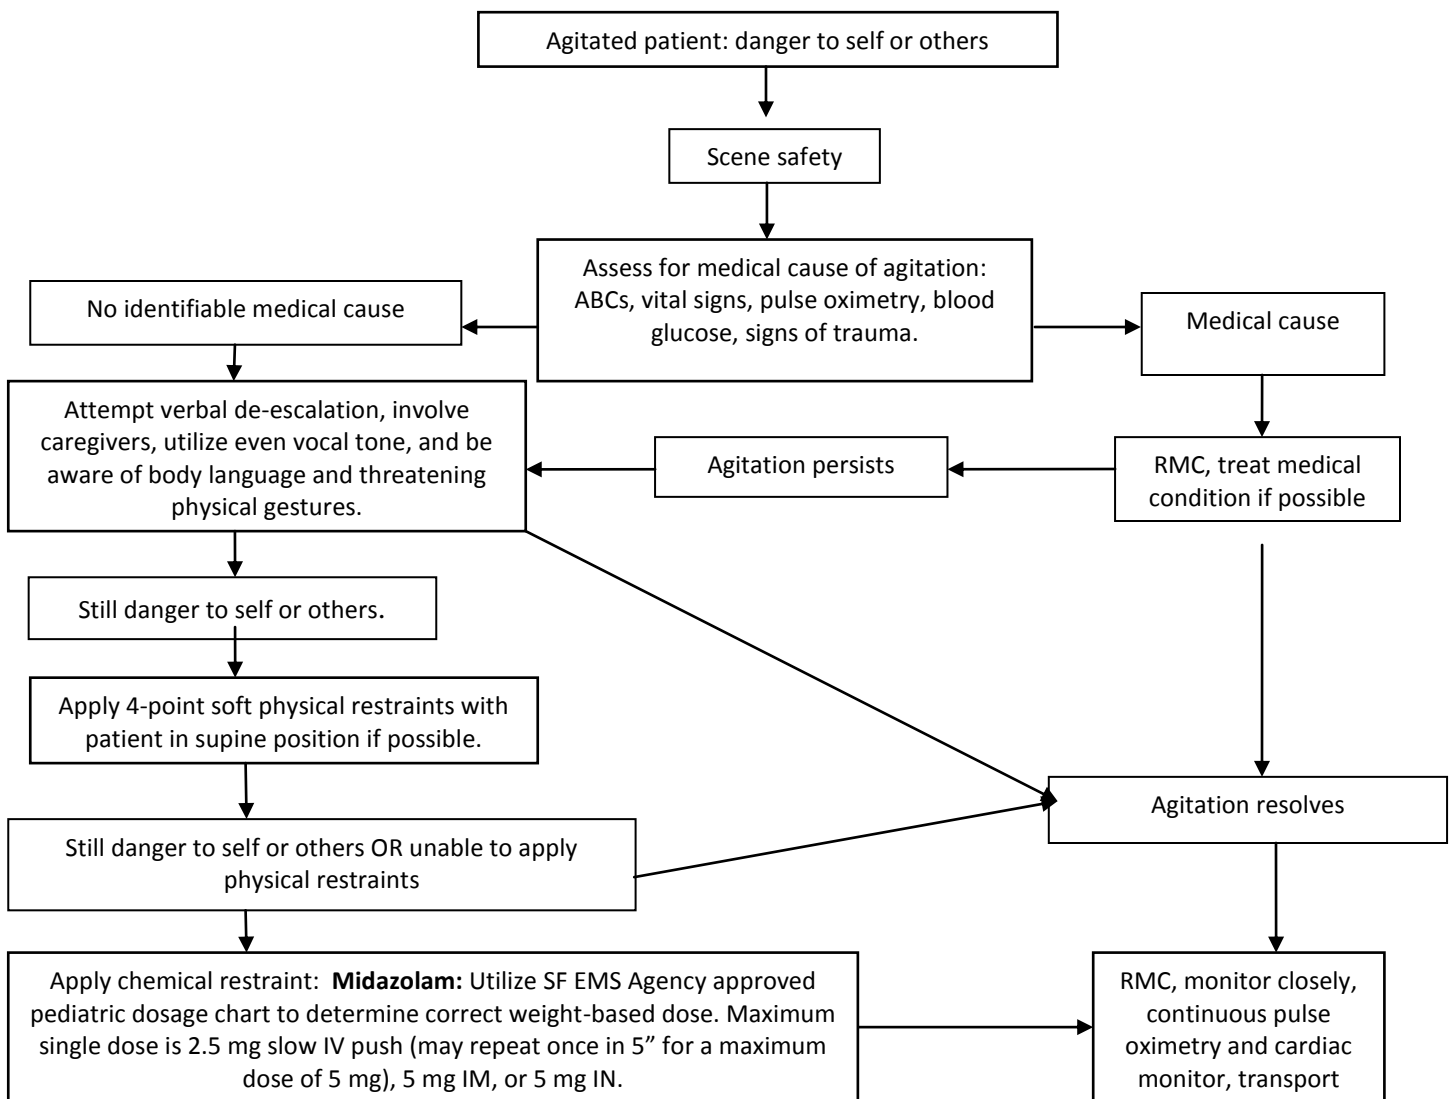 Agitated patient: danger to self or others
Scene safety
Assess for medical cause of agitation:
ABCs, vital signs, pulse oximetry, blood
glucose, signs of trauma.
No identifiable medical cause
Medical cause
Attempt verbal de-escalation, involve
caregivers, utilize even vocal tone, and be
aware of body language and threatening
physical gestures.
Agitation persists
RMC, treat medical
condition if possible
Still danger to self or others.
Apply 4-point soft physical restraints with
patient in supine position if possible.
Agitation resolves
Still danger to self or others OR unable to apply
physical restraints
Apply chemical restraint:  Midazolam: Utilize SF EMS Agency approved
pediatric dosage chart to determine correct weight-based dose. Maximum
single dose is 2.5 mg slow IV push (may repeat once in 5” for a maximum
dose of 5 mg), 5 mg IM, or 5 mg IN.
RMC, monitor closely,
continuous pulse
oximetry and cardiac
monitor, transport